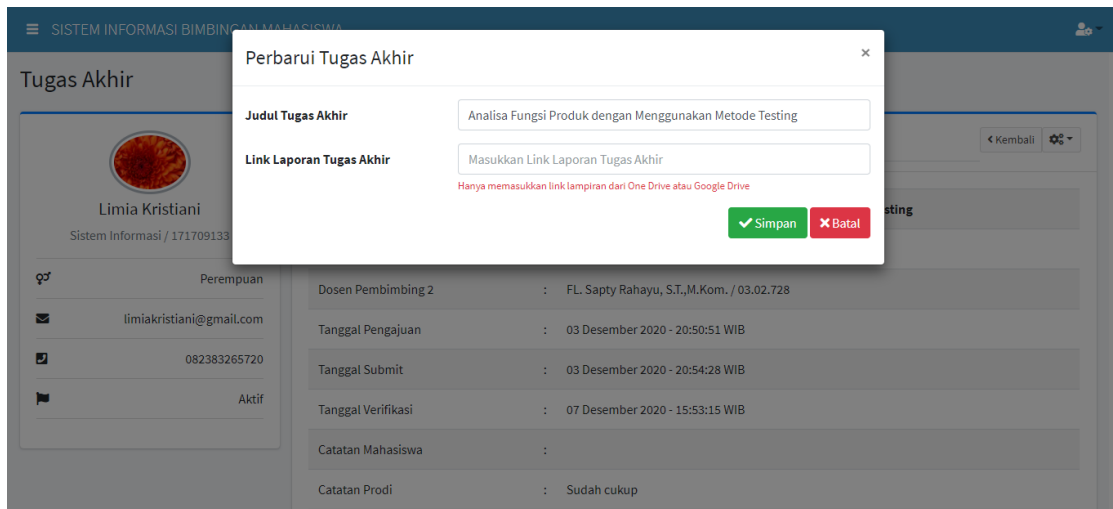 SISTEM INFORMASI BIMBINGAN MAHASISWA
Tugas Akhir
Perbarui Tugas Akhir
×
Judul Tugas Akhir
Analisa Fungsi Produk dengan Menggunakan Metode Testing
Link Laporan Tugas Akhir
Masukkan Link Laporan Tugas Akhir
Hanya memasukkan link lampiran dari One Drive atau Google Drive
Simpan
Batal
Kembali
Limia Kristiani
Sistem Informasi / 171709133
Perempuan
limiakristiani@gmail.com
082383265720
Aktif
sting
Dosen Pembimbing 2 : FL. Sapty Rahayu, S.T.,M.Kom. / 03.02.728
Tanggal Pengajuan : 03 Desember 2020 - 20:50:51 WIB
Tanggal Submit : 03 Desember 2020 - 20:54:28 WIB
Tanggal Verifikasi : 07 Desember 2020 - 15:53:15 WIB
Catatan Mahasiswa :
Catatan Prodi : Sudah cukup